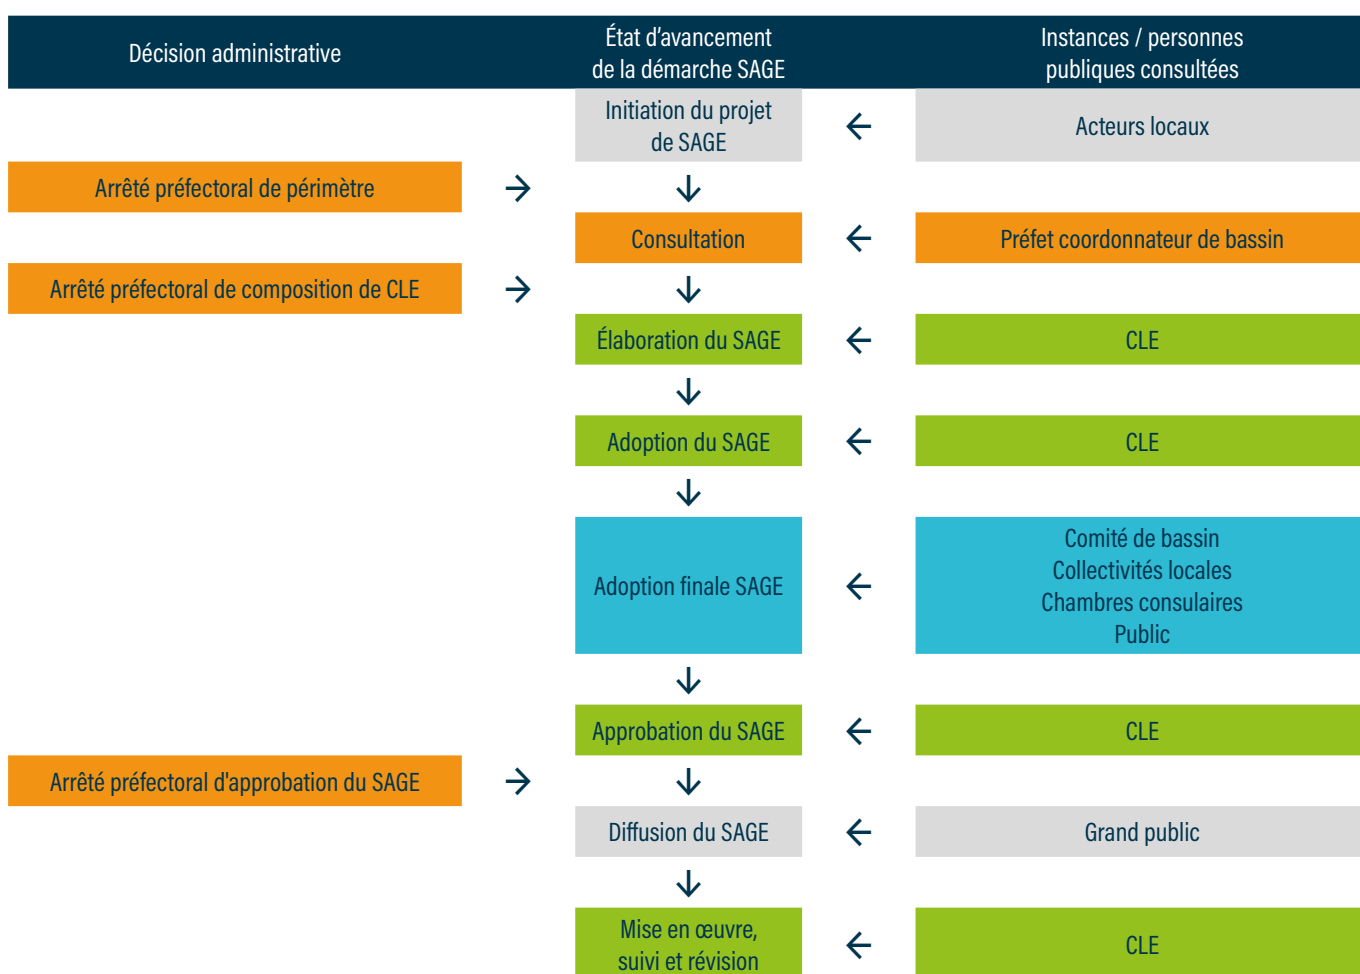 Décision administrative
État d’avancement
de la démarche SAGE
Instances / personnes
publiques consultées
Initiation du projet
de SAGE
Acteurs locaux
Arrêté préfectoral de périmètre
Consultation
Préfet coordonnateur de bassin
Arrêté préfectoral de composition de CLE
Élaboration du SAGE
CLE
Adoption du SAGE
CLE
Adoption finale SAGE
Comité de bassin
Collectivités locales
Chambres consulaires
Public
Approbation du SAGE
CLE
Arrêté préfectoral d'approbation du SAGE
Diffusion du SAGE
Grand public
Mise en œuvre,
suivi et révision
CLE